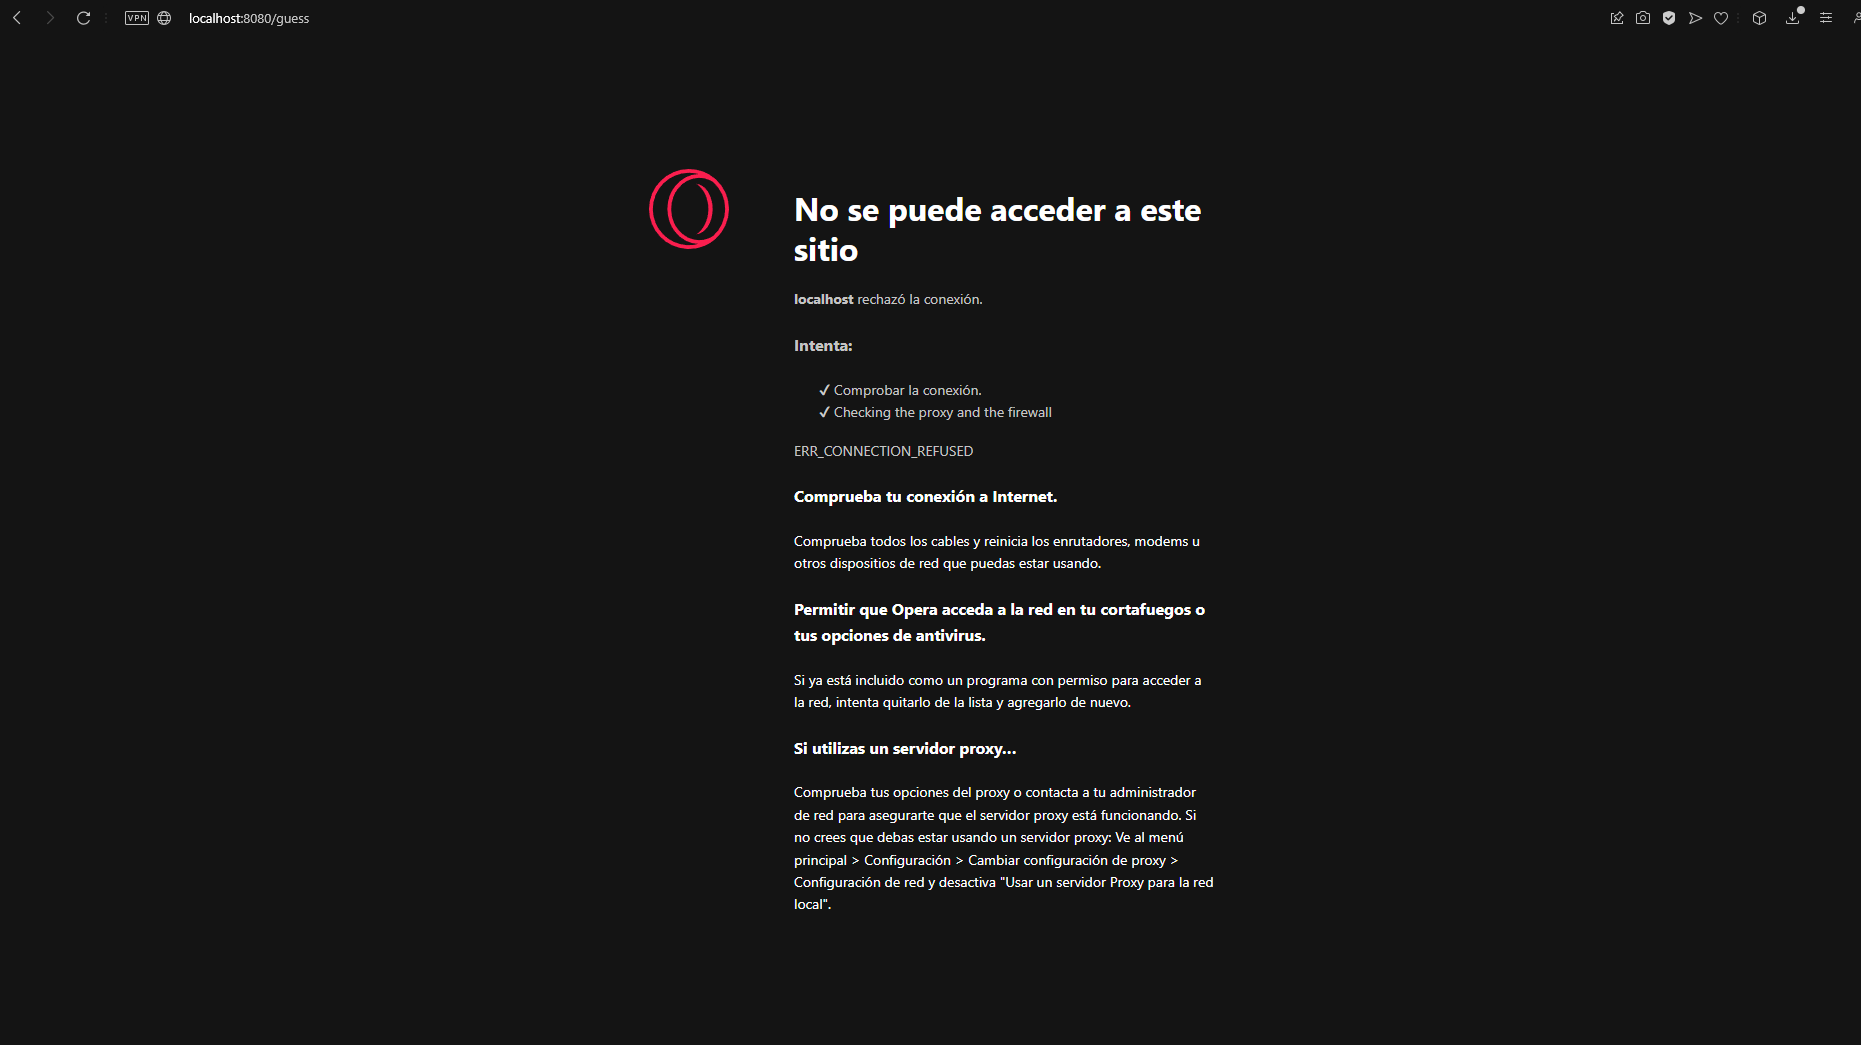 VPN localhost:8080/guess
No se puede acceder a este
sitio
localhost rechazó la conexión.
Intenta:
✓ Comprobar la conexión.
✓ Checking the proxy and the firewall
ERR_CONNECTION_REFUSED
Comprueba tu conexión a Internet.
Comprueba todos los cables y reinicia los enrutadores, modems u
otros dispositios de red que puedas estar usando.
Permitir que Opera acceda a la red en tu cortafuegos o
tus opciones de antivirus.
Si ya está incluido como un programa con permiso para acceder a
la red, intenta quitarlo de la lista y agregarlo de nuevo.
Si utilizas un servidor proxy...
Comprueba tus opciones del proxy o contacta a tu administrador
de red para asegurarte que el servidor proxy está funcionando. Si
no crees que debas estar usando un servidor proxy: Ve al menú
principal > Configuración > Cambiar configuración de proxy >
Configuración de red y desactiva "Usar un servidor Proxy para la red
local".